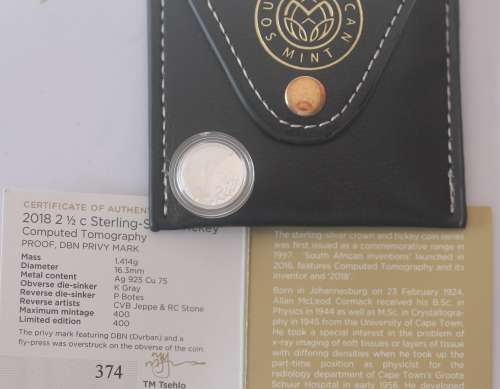 SOU
CAN
MINT
CERTIFICATE OF AUTHENT
2018 2 ½ c Sterling-S key
Computed Tomography
PROOF, DBN PRIVY MARK
Mass 1,414g
Diameter 16.3mm
Metal content Ag 925 Cu 75
Obverse die-sinker K Gray
Reverse die-sinker P Botes
Reverse artists CVB Jeppe & RC Stone
Maximum mintage 400
Limited edition 400
The privy mark featuring DBN (Durban) and a
fly-press was overstruck on the obverse of the coin.
374
TM Tsehlo
The sterling-silver crown and tickey coin series
was first issued as a commemorative range in
1997. 'South African inventions' launched in
2016, features Computed Tomography and its
inventor and '2018'.
Born in Johannesburg on 23 February 1924,
Allan McLeod Cormack received his B.Sc. in
Physics in 1944 as well as M.Sc. in Crystallography
in 1945 from the University of Cape Town.
He took a special interest in the problem of
x-ray imaging of soft tissues or layers of tissue
with differing densities when he took up the
part-time position as physicist for the
radiology department of Cape Town's Groote
Schuur Hospital in early 1956. He developed